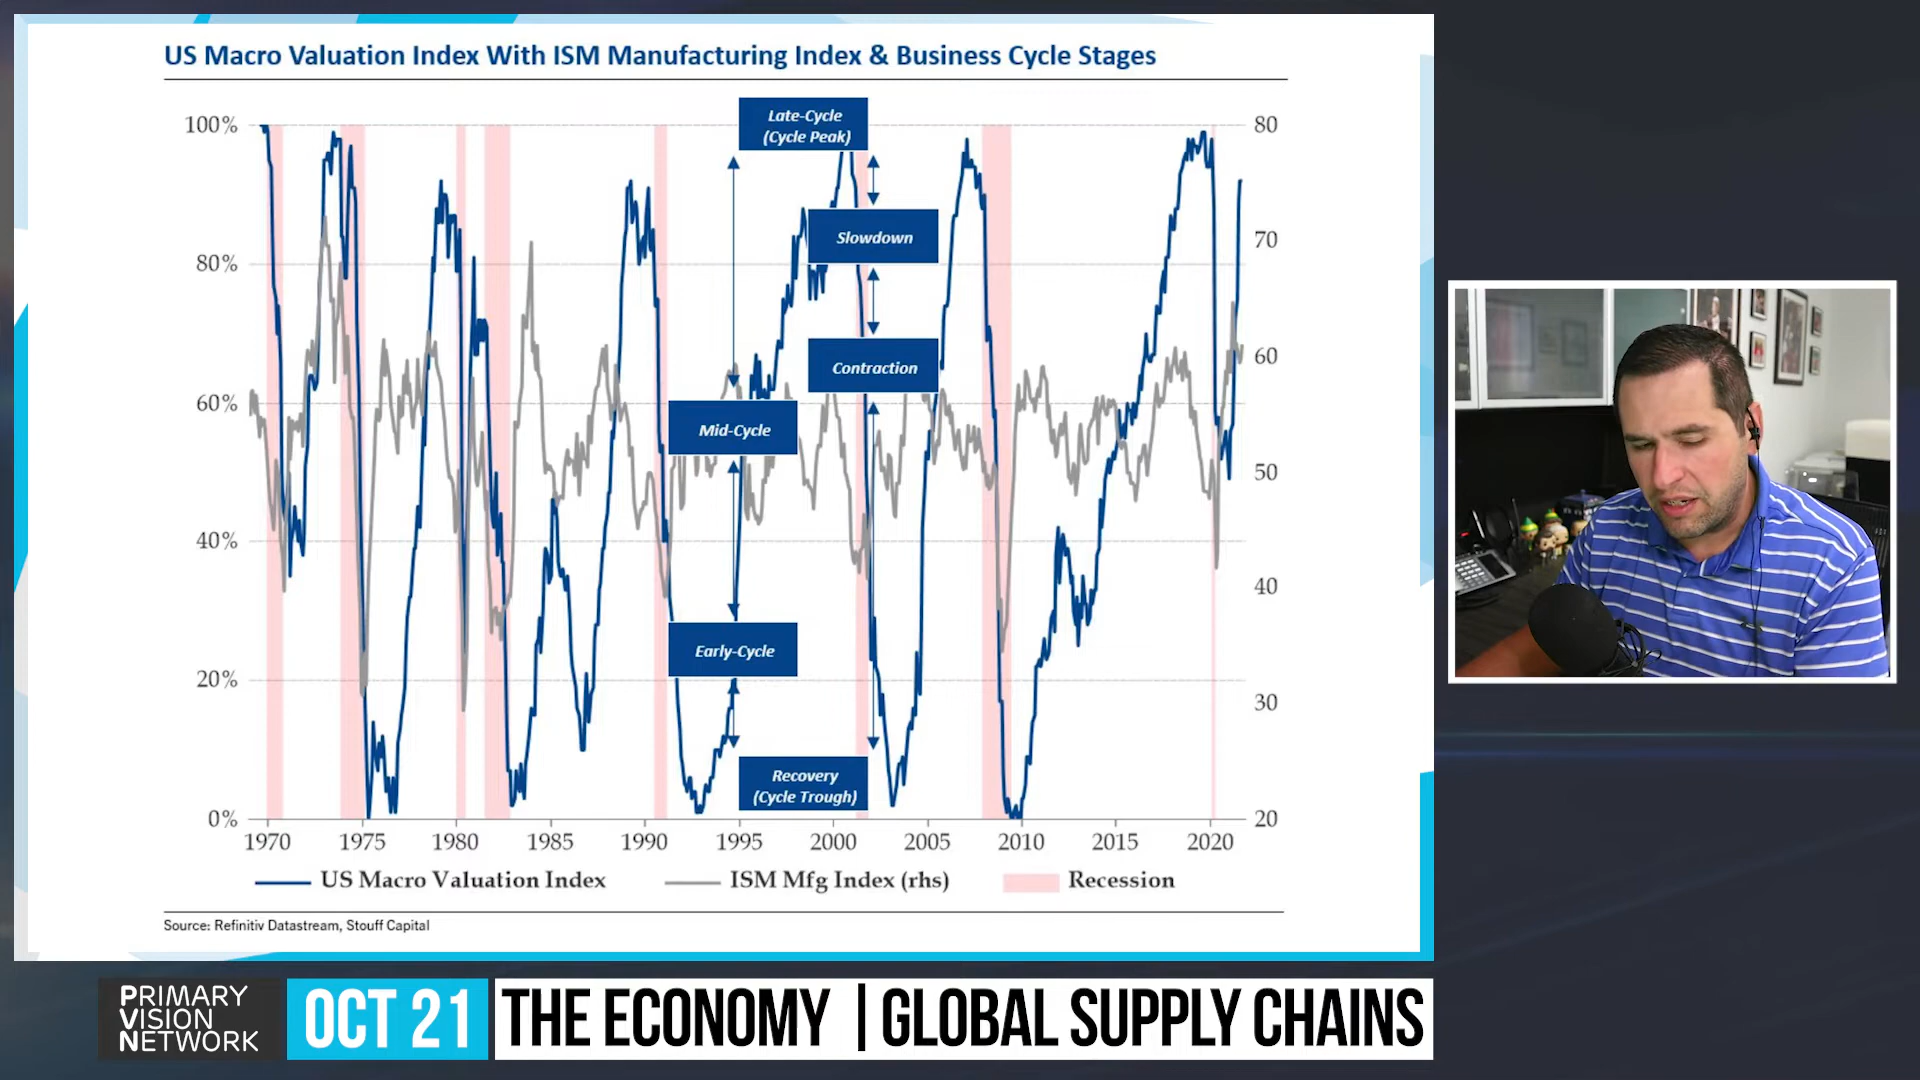 US Macro Valuation Index With ISM Manufacturing Index & Business Cycle Stages
Late-Cycle
(Cycle Peak)
100%
80
Slowdown
70
80%
Contraction
60
60%
Mid-Cycle
50
40%
40
Early-Cycle
20%
30
Recovery
(Cycle Trough)
0%
20
1970 1975 1980 1985 1990 1995 2000 2005 2010 2015 2020
US Macro Valuation Index ISM Mfg Index (rhs) Recession
Source: Refinitiv Datastream, Stouff Capital
PRIMARY
VISION
NETWORK
OCT 21
THE ECONOMY | GLOBAL SUPPLY CHAINS